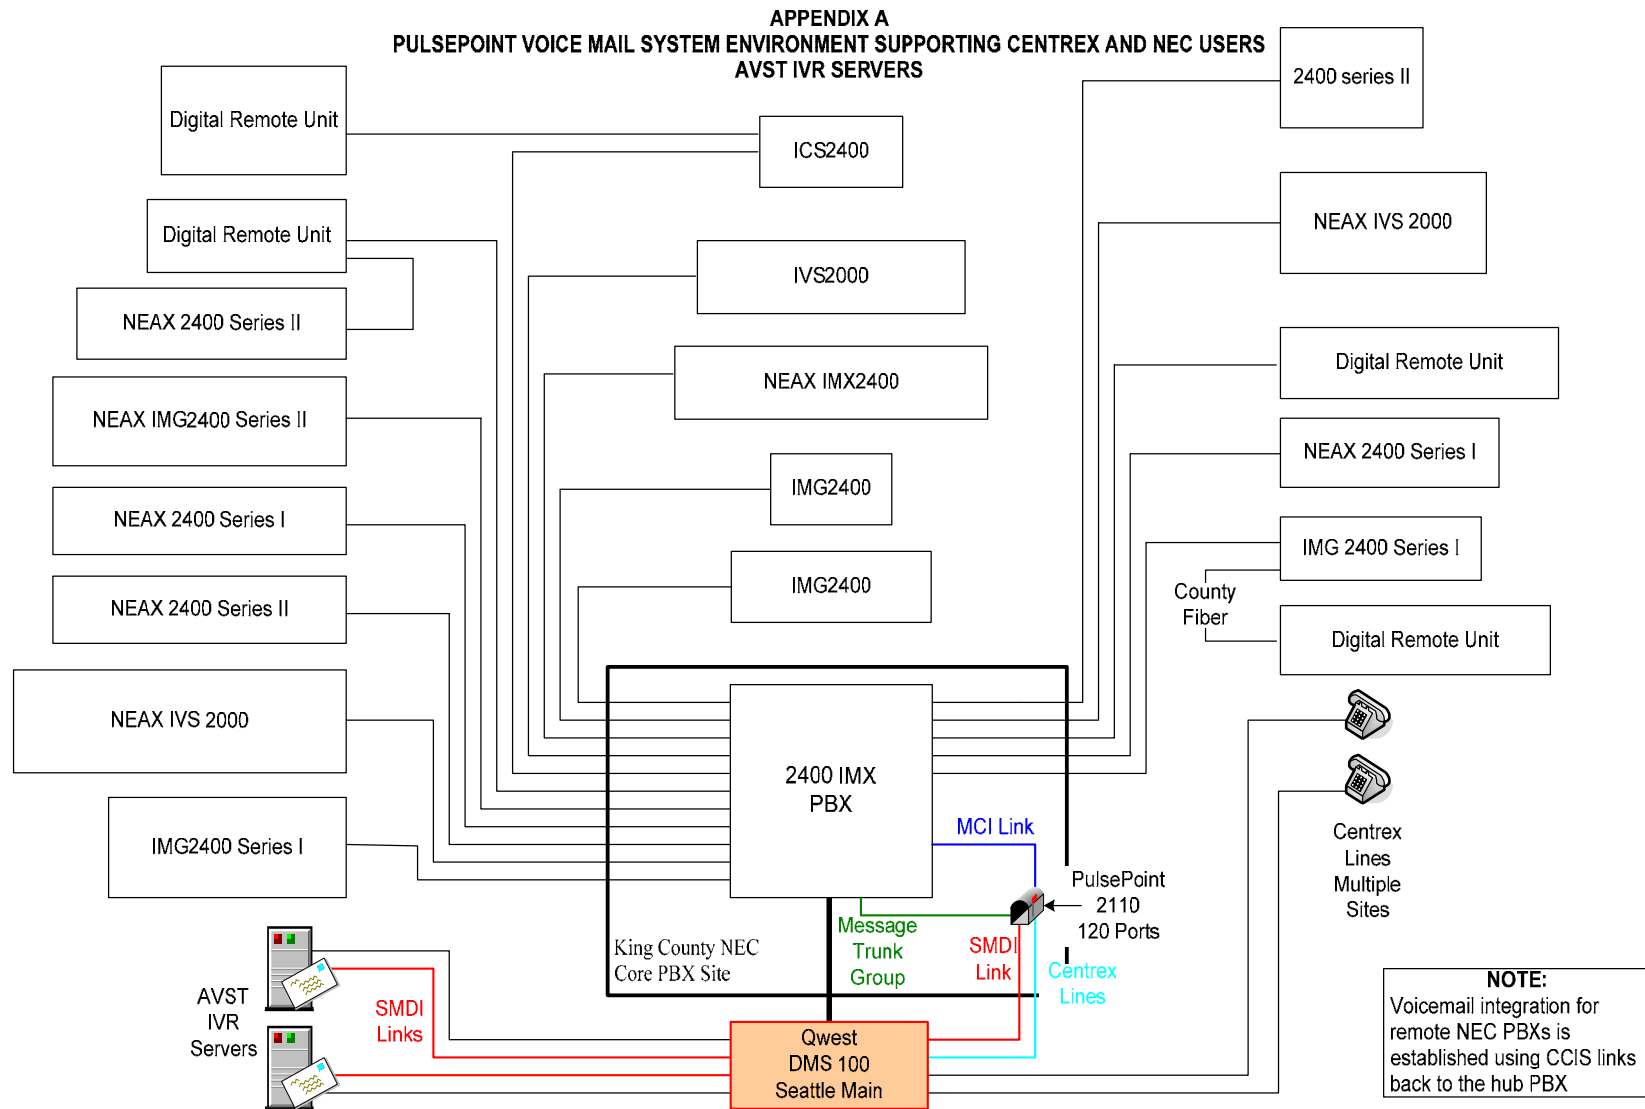 APPENDIX A
PULSEPOINT VOICE MAIL SYSTEM ENVIRONMENT SUPPORTING CENTREX AND NEC USERS
AVST IVR SERVERS
Digital Remote Unit
Digital Remote Unit
NEAX 2400 Series II
NEAX IMG2400 Series II
NEAX 2400 Series I
NEAX 2400 Series II
NEAX IVS 2000
IMG2400 Series I
ICS2400
IVS2000
NEAX IMX2400
IMG2400
IMG2400
2400 series II
NEAX IVS 2000
Digital Remote Unit
NEAX 2400 Series I
IMG 2400 Series I
County
Fiber
Digital Remote Unit
2400 IMX
PBX
MCI Link
PulsePoint
2110
120 Ports
Message
Trunk
Group
SMDI
Link
Centrex
Lines
King County NEC
Core PBX Site
Centrex
Lines
Multiple
Sites
AVST
IVR
Servers
SMDI
Links
Qwest
DMS 100
Seattle Main
NOTE:
Voicemail integration for
remote NEC PBXs is
established using CCIS links
back to the hub PBX